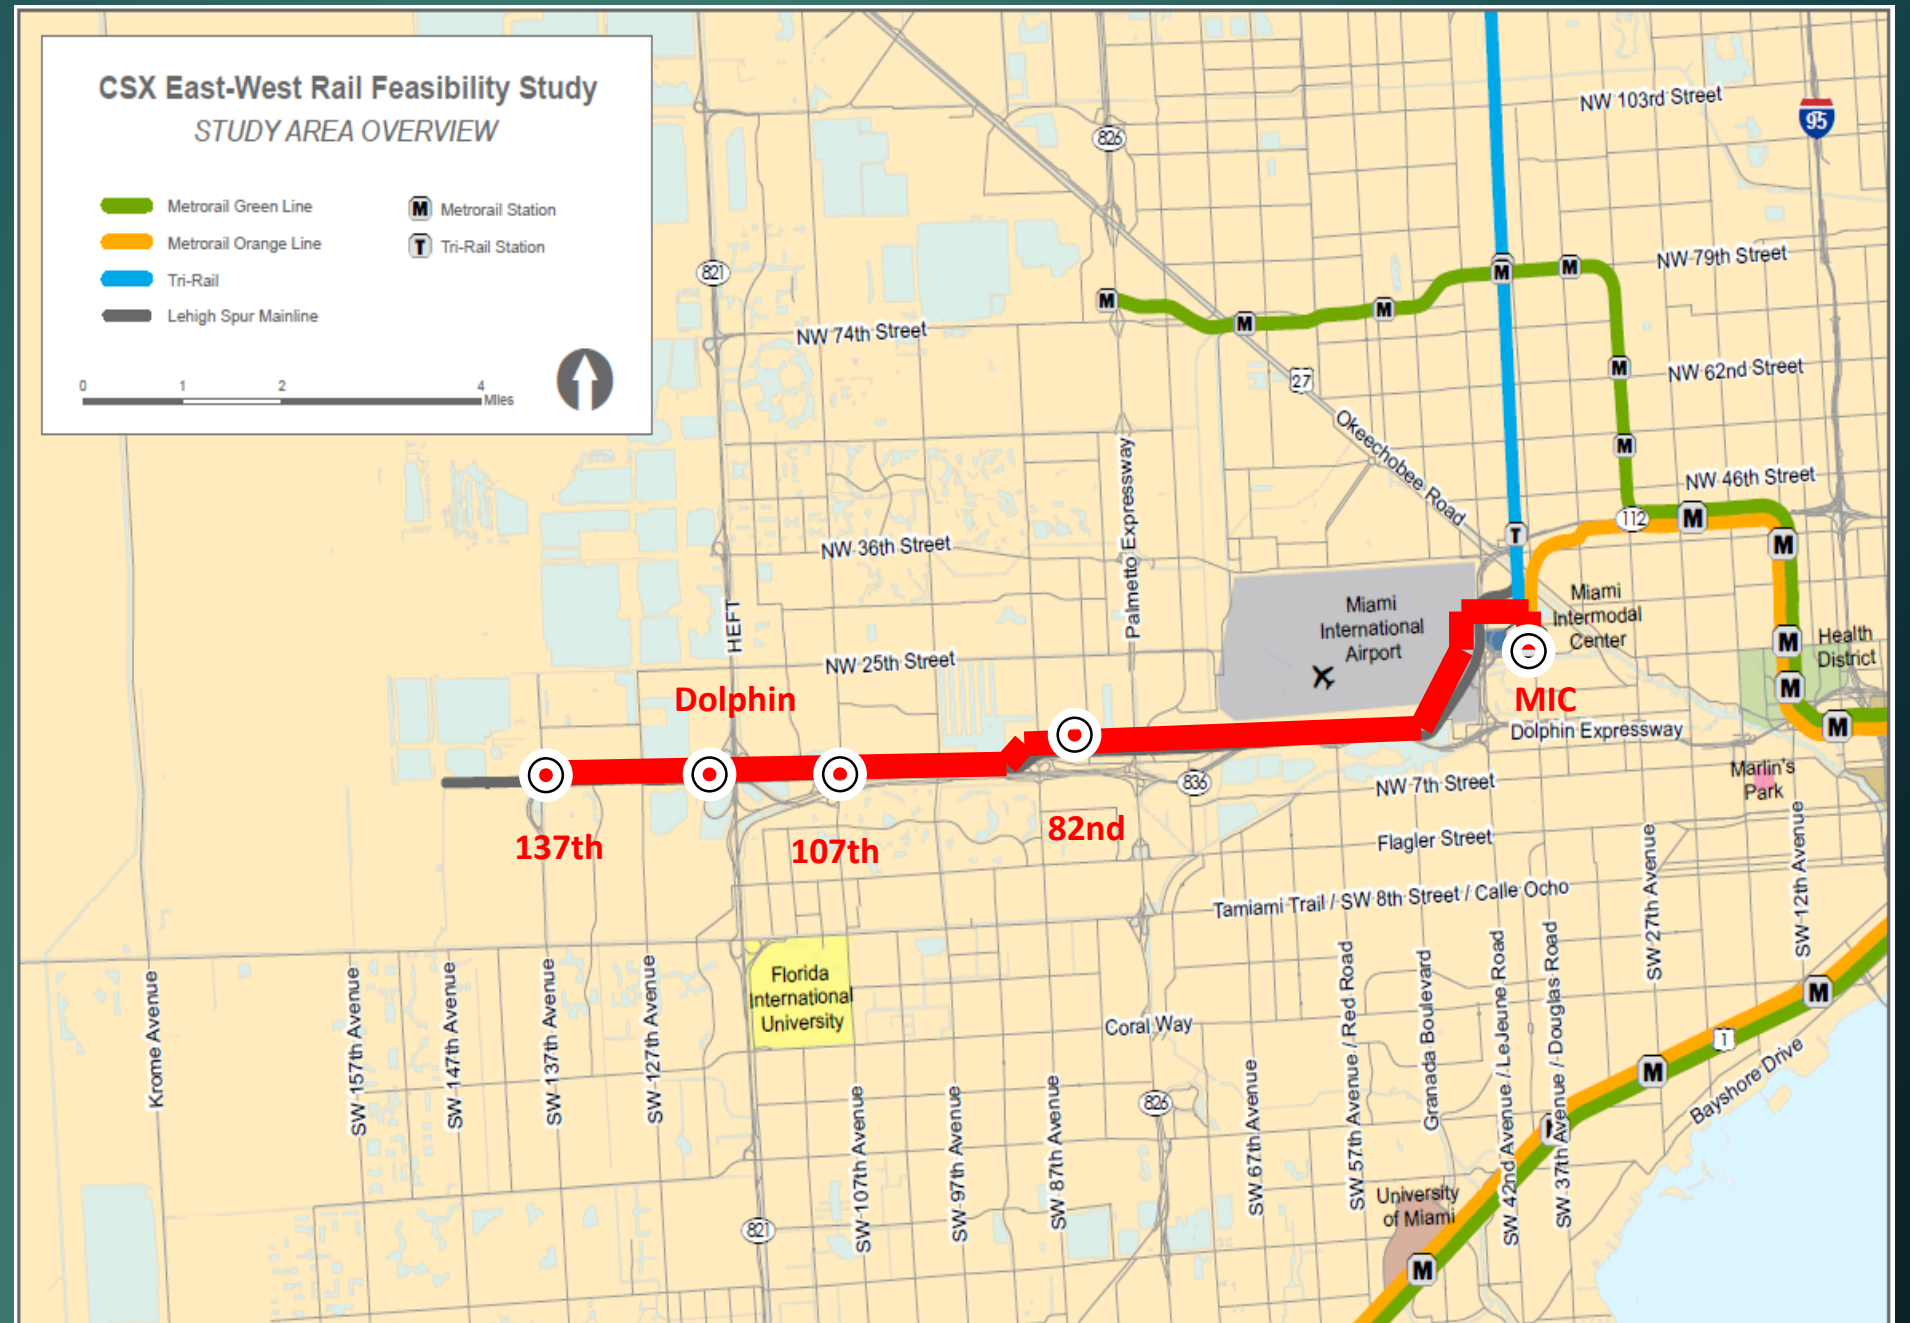 CSX East-West Rail Feasibility Study
STUDY AREA OVERVIEW
Metrorail Green Line
Metrorail Orange Line
Tri-Rail
Lehigh Spur Mainline
M Metrorail Station
T Tri-Rail Station
0 1 2 4
Miles
NW 103rd Street
95
826
821
NW 79th Street
M
M
M
M
M
NW 74th Street
27
M
NW 62nd Street
Okeechobee Road
M
Palmetto Expressway
NW 46th Street
112
M
T
M
NW 36th Street
HEFT
Miami
International
Airport
Miami
Intermodal
Center
M
Health
District
NW 25th Street
M
Dolphin
MIC
M
Dolphin Expressway
836
NW 7th Street
Marlin's
Park
137th
107th
82nd
Flagler Street
Tamiami Trail / SW 8th Street / Calle Ocho
Florida
International
University
Krome Avenue
SW 157th Avenue
SW 147th Avenue
SW 137th Avenue
SW 127th Avenue
SW 107th Avenue
SW 97th Avenue
SW 87th Avenue
SW 67th Avenue
SW 57th Avenue / Red Road
Granada Boulevard
SW 42nd Avenue / LeJeune Road
SW 37th Avenue / Douglas Road
SW 27th Avenue
SW 12th Avenue
M
Coral Way
1
M
Bayshore Drive
826
M
University
of Miami
821
M